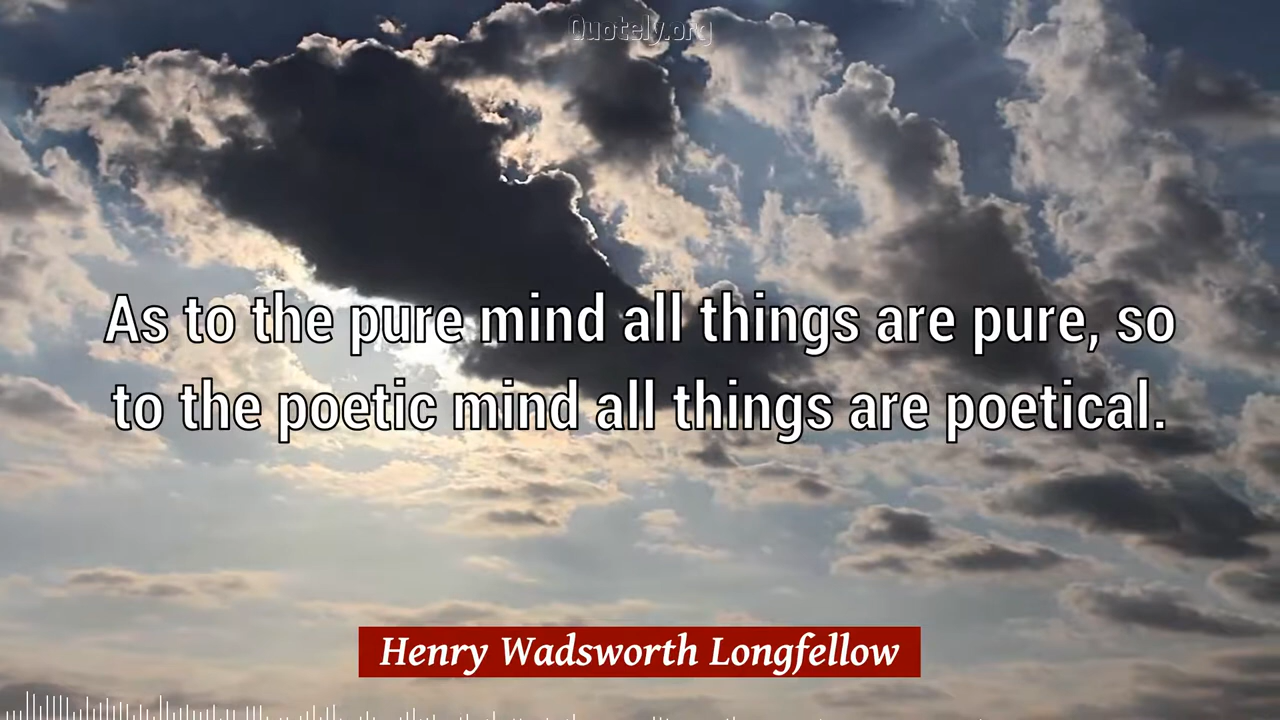 Quotely.org
As to the pure mind all things are pure, so
to the poetic mind all things are poetical.
Henry Wadsworth Longfellow